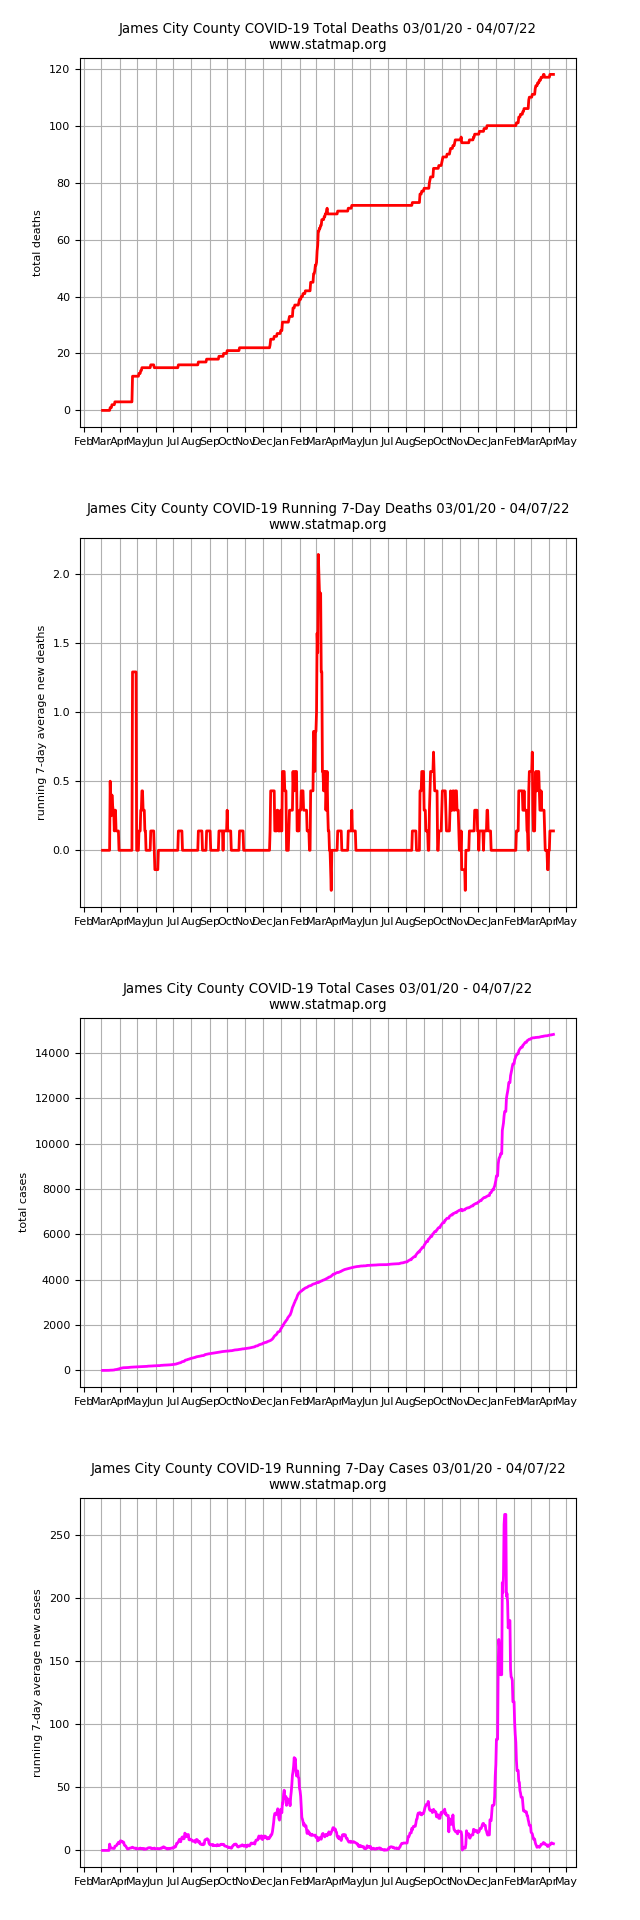 James City County COVID-19 Total Deaths 03/01/20 - 04/07/22
www.statmap.org
total deaths
120
100
80
60
40
20
0
Feb Mar Apr May Jun Jul Aug Sep Oct Nov Dec Jan Feb Mar Apr May Jun Jul Aug Sep Oct Nov Dec Jan Feb Mar Apr May
James City County COVID-19 Running 7-Day Deaths 03/01/20 - 04/07/22
www.statmap.org
running 7-day average new deaths
2.0
1.5
1.0
0.5
0.0
Feb Mar Apr May Jun Jul Aug Sep Oct Nov Dec Jan Feb Mar Apr May Jun Jul Aug Sep Oct Nov Dec Jan Feb Mar Apr May
James City County COVID-19 Total Cases 03/01/20 - 04/07/22
www.statmap.org
total cases
14000
12000
10000
8000
6000
4000
2000
0
Feb Mar Apr May Jun Jul Aug Sep Oct Nov Dec Jan Feb Mar Apr May Jun Jul Aug Sep Oct Nov Dec Jan Feb Mar Apr May
James City County COVID-19 Running 7-Day Cases 03/01/20 - 04/07/22
www.statmap.org
running 7-day average new cases
250
200
150
100
50
0
Feb Mar Apr May Jun Jul Aug Sep Oct Nov Dec Jan Feb Mar Apr May Jun Jul Aug Sep Oct Nov Dec Jan Feb Mar Apr May